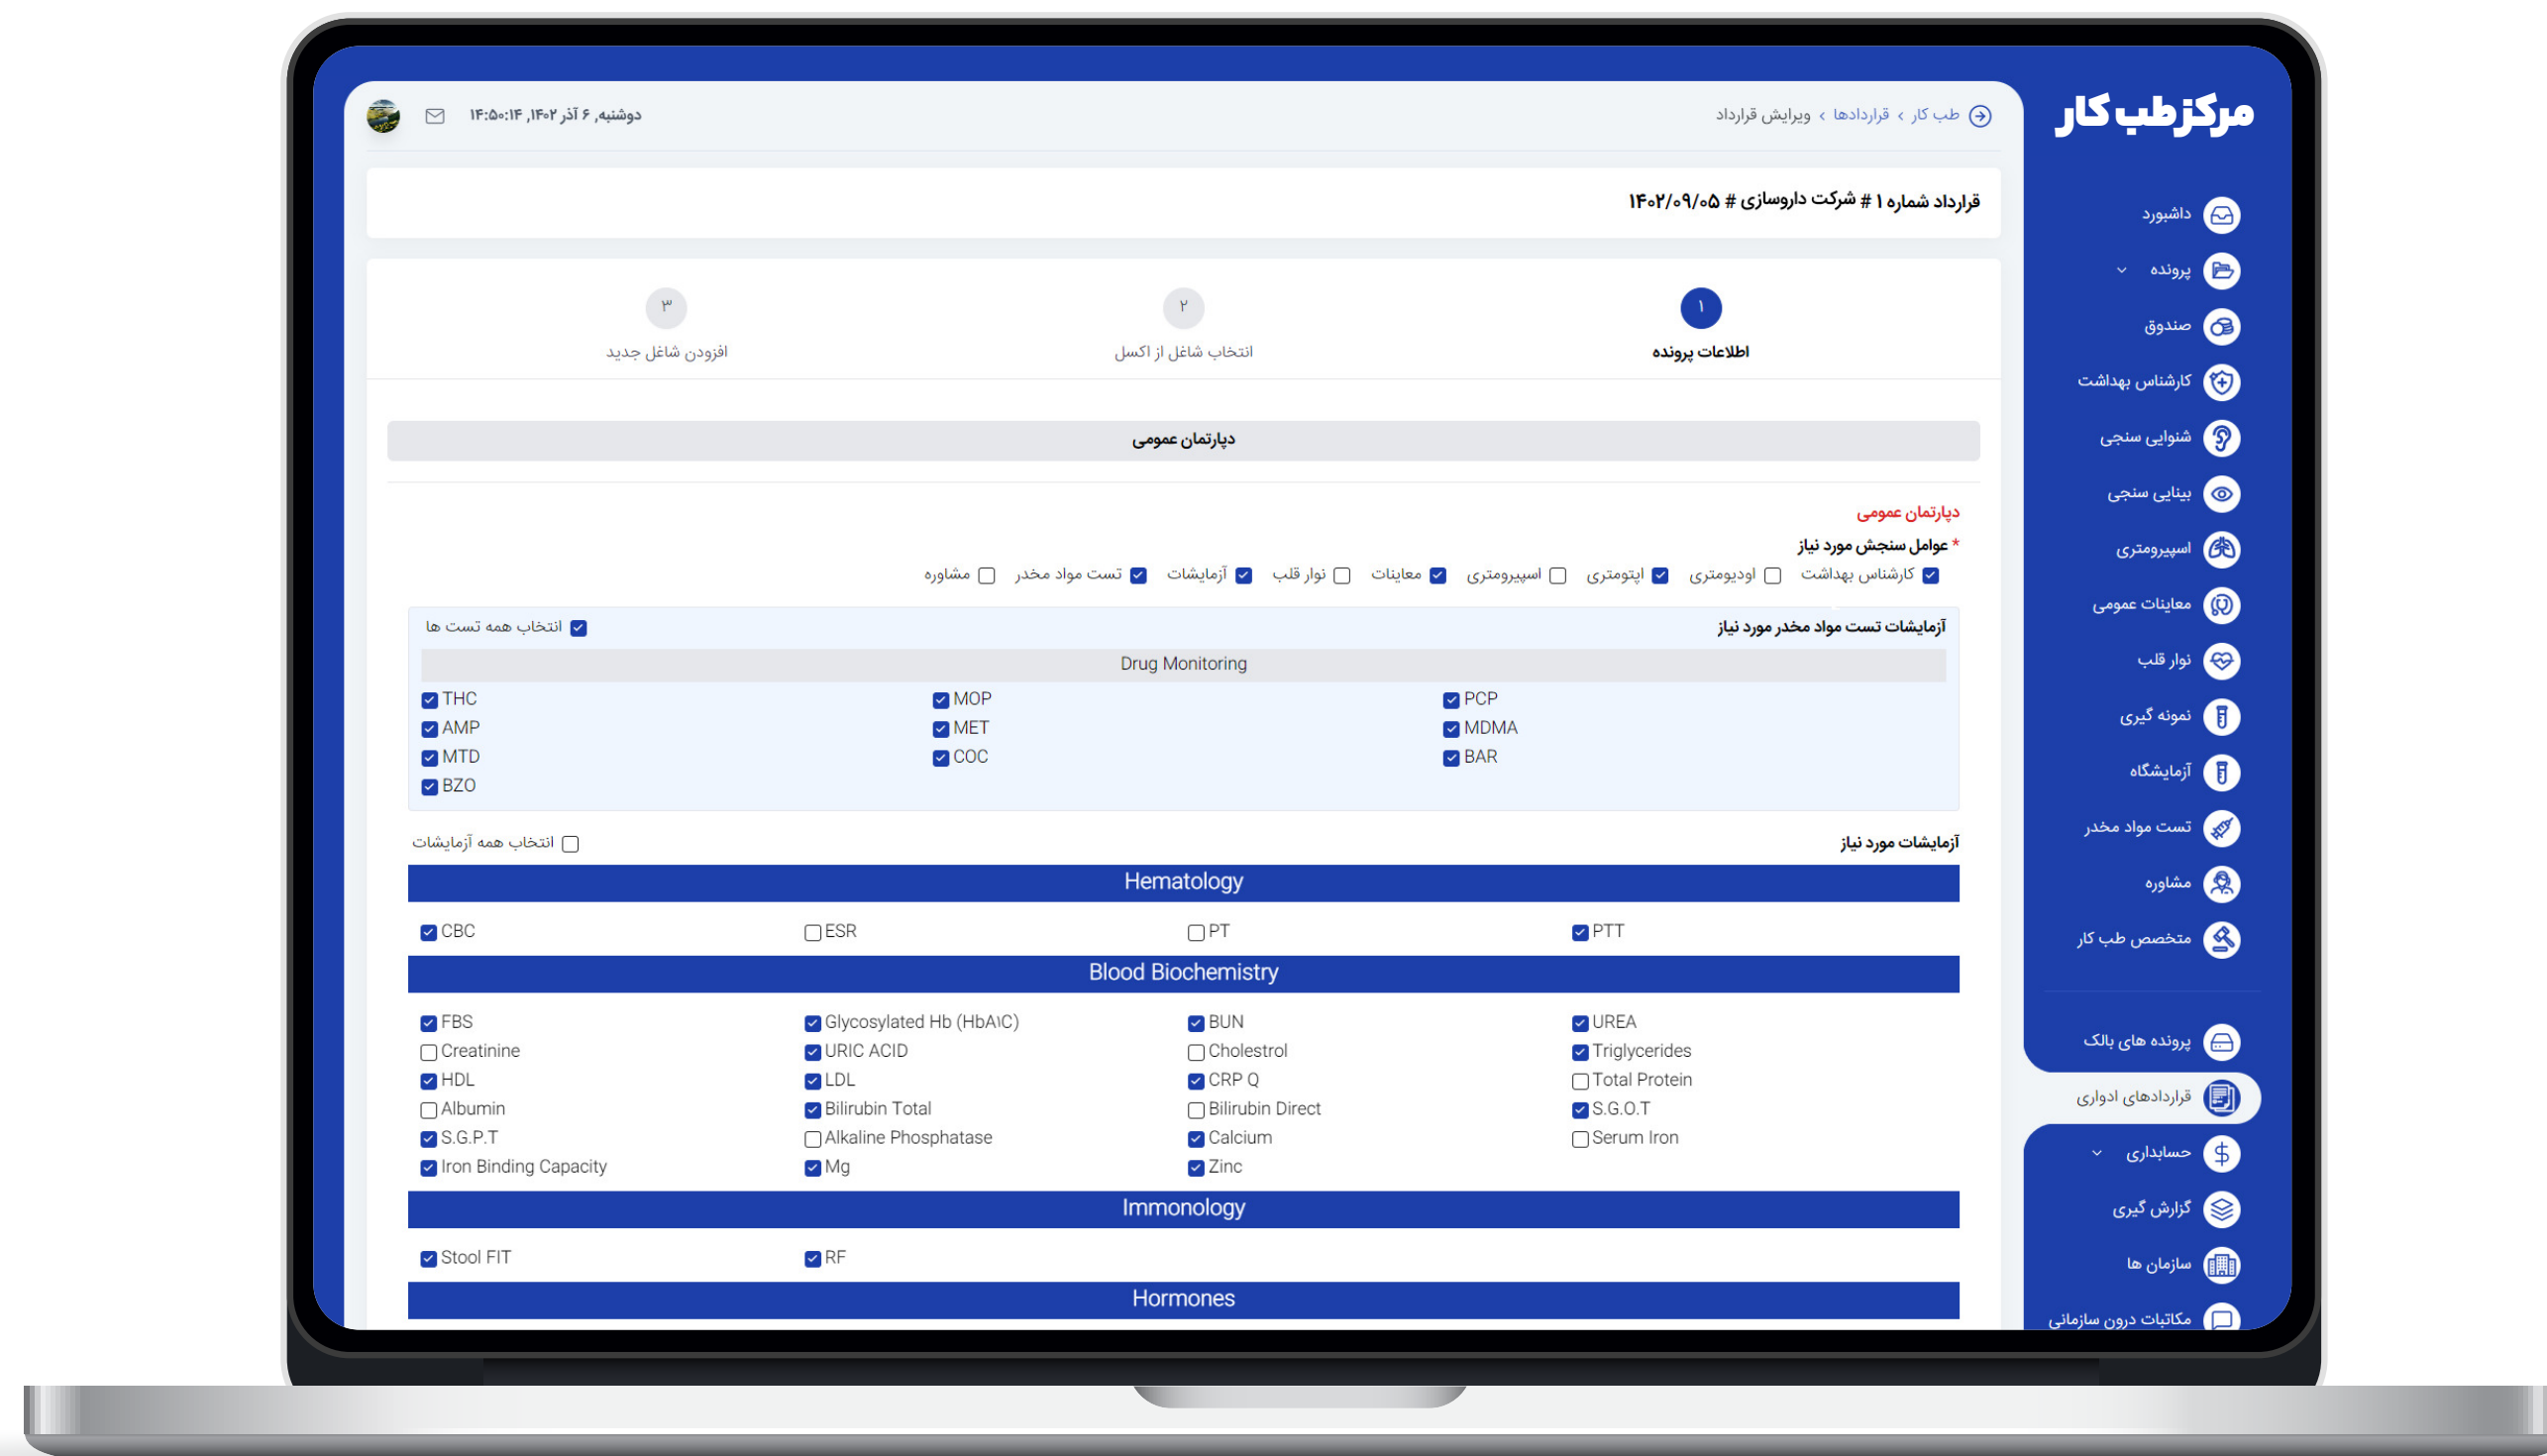 مرکز طب کار
داشبورد
پرونده
صندوق
کارشناس بهداشت
شنوایی سنجی
بینایی سنجی
اسپیرومتری
معاینات عمومی
نوار قلب
نمونه گیری
آزمایشگاه
تست مواد مخدر
مشاوره
متخصص طب کار
پرونده های بالک
قراردادهای ادواری
حسابداری
گزارش گیری
سازمان ها
مکاتبات درون سازمانی
طب کار › قراردادها › ویرایش قرارداد
دوشنبه, ۶ آذر ۱۴۰۲, ۱۴:۵۰:۱۴
قرارداد شماره ۱ # شرکت داروسازی # ۱۴۰۲/۰۹/۰۵
۱ ۲ ۳
اطلاعات پرونده انتخاب شاغل از اکسل افزودن شاغل جدید
دپارتمان عمومی
دپارتمان عمومی
* عوامل سنجش مورد نیاز
کارشناس بهداشت اودیومتری اپتومتری اسپیرومتری معاینات نوار قلب آزمایشات تست مواد مخدر مشاوره
آزمایشات تست مواد مخدر مورد نیاز انتخاب همه تست ها
Drug Monitoring
THC MOP PCP
AMP MET MDMA
MTD COC BAR
BZO
آزمایشات مورد نیاز انتخاب همه آزمایشات
Hematology
CBC ESR PT PTT
Blood Biochemistry
FBS Glycosylated Hb (HbA۱C) BUN UREA
Creatinine URIC ACID Cholestrol Triglycerides
HDL LDL CRP Q Total Protein
Albumin Bilirubin Total Bilirubin Direct S.G.O.T
S.G.P.T Alkaline Phosphatase Calcium Serum Iron
Iron Binding Capacity Mg Zinc
Immonology
Stool FIT RF
Hormones